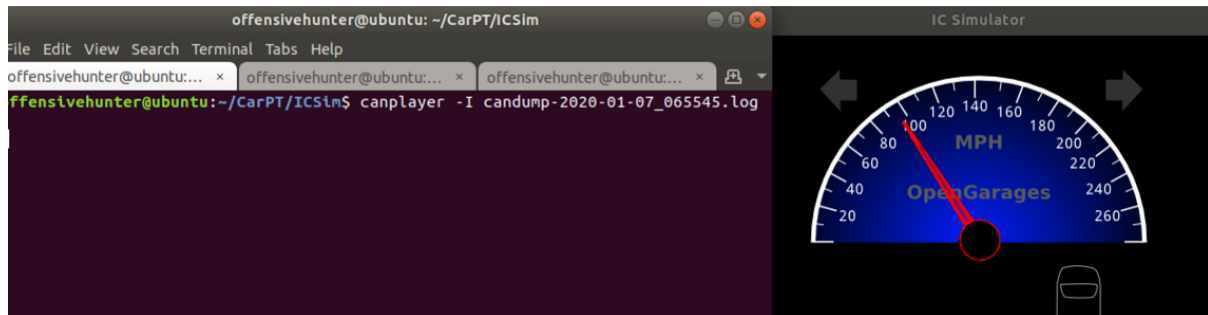 offensivehunter@ubuntu: ~/CarPT/ICSim
File Edit View Search Terminal Tabs Help
offensivehunter@ubuntu:... × offensivehunter@ubuntu:... × offensivehunter@ubuntu:... ×
ffensivehunter@ubuntu:~/CarPT/ICSim$ canplayer -I candump-2020-01-07_065545.log
IC Simulator
20 40 60 80 100 120 140 160 180 200 220 240 260
MPH
OpenGarages